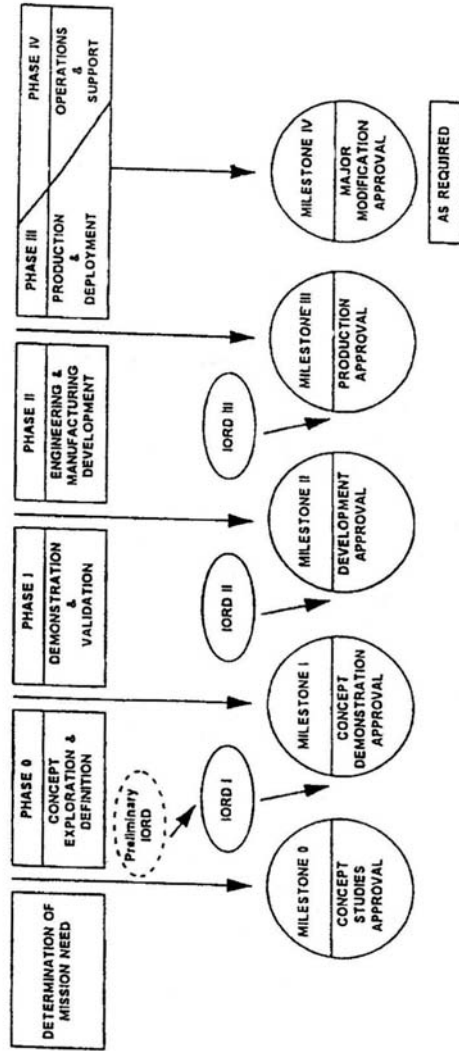 DETERMINATION OF
MISSION NEED
PHASE 0
CONCEPT
EXPLORATION &
DEFINITION
PHASE I
DEMONSTRATION
&
VALIDATION
PHASE II
ENGINEERING &
MANUFACTURING
DEVELOPMENT
PHASE III
PRODUCTION
&
DEPLOYMENT
PHASE IV
OPERATIONS
&
SUPPORT
Preliminary
IORD
IORD I
IORD II
IORD III
MILESTONE 0
CONCEPT
STUDIES
APPROVAL
MILESTONE I
CONCEPT
DEMONSTRATION
APPROVAL
MILESTONE II
DEVELOPMENT
APPROVAL
MILESTONE III
PRODUCTION
APPROVAL
MILESTONE IV
MAJOR
MODIFICATION
APPROVAL
AS REQUIRED